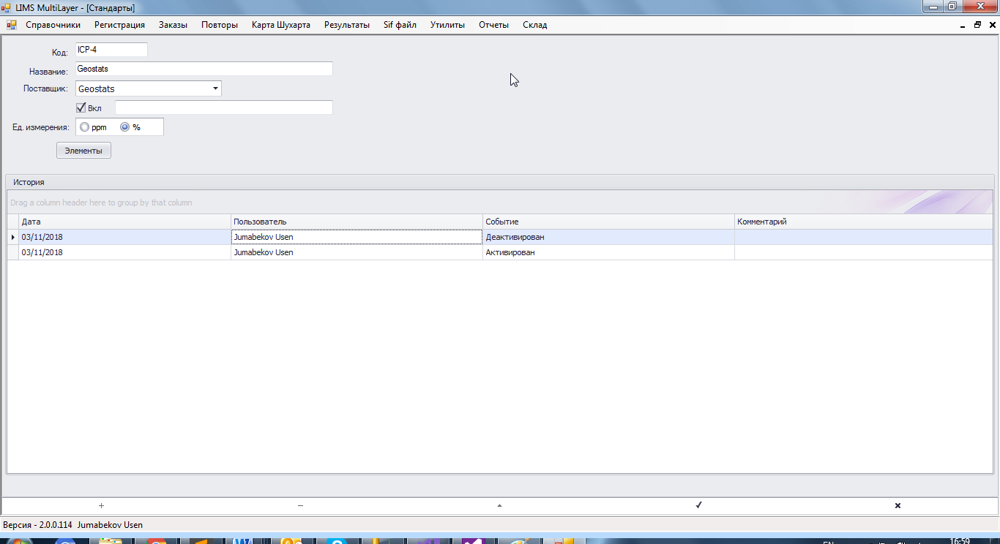 LIMS MultiLayer - [Стандарты]
Справочники Регистрация Заказы Повторы Карта Шухарта Результаты Sif файл Утилиты Отчеты Склад
Код: ICP-4
Название: Geostats
Поставщик: Geostats
Вкл
Ед. измерения: ppm %
Элементы
История
Drag a column header here to group by that column
Дата Пользователь Событие Комментарий
03/11/2018 Jumabekov Usen Деактивирован
03/11/2018 Jumabekov Usen Активирован
Версия - 2.0.0.114 Jumabekov Usen
EN 16:59